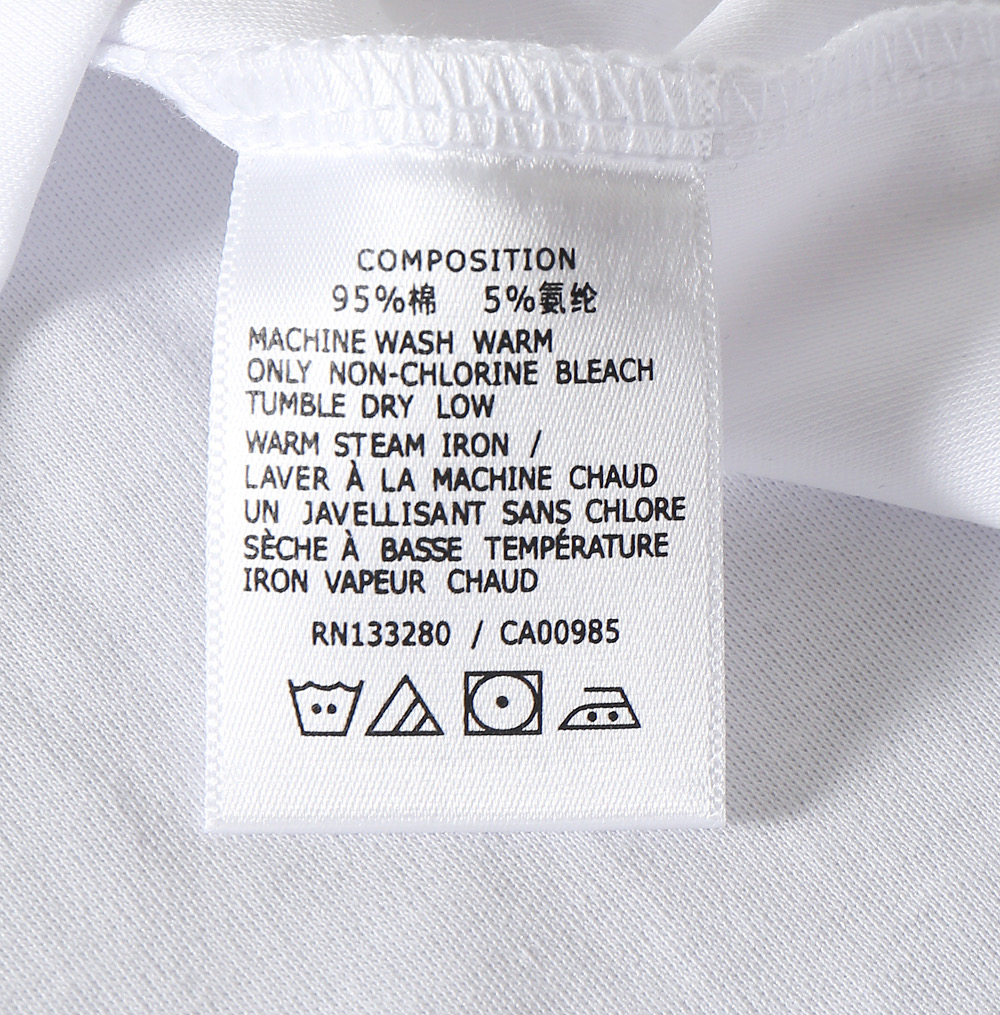 COMPOSITION
95%棉 5%氨纶
MACHINE WASH WARM
ONLY NON-CHLORINE BLEACH
TUMBLE DRY LOW
WARM STEAM IRON /
LAVER À LA MACHINE CHAUD
UN JAVELLISANT SANS CHLORE
SÈCHE À BASSE TEMPÉRATURE
IRON VAPEUR CHAUD
RN133280 / CA00985